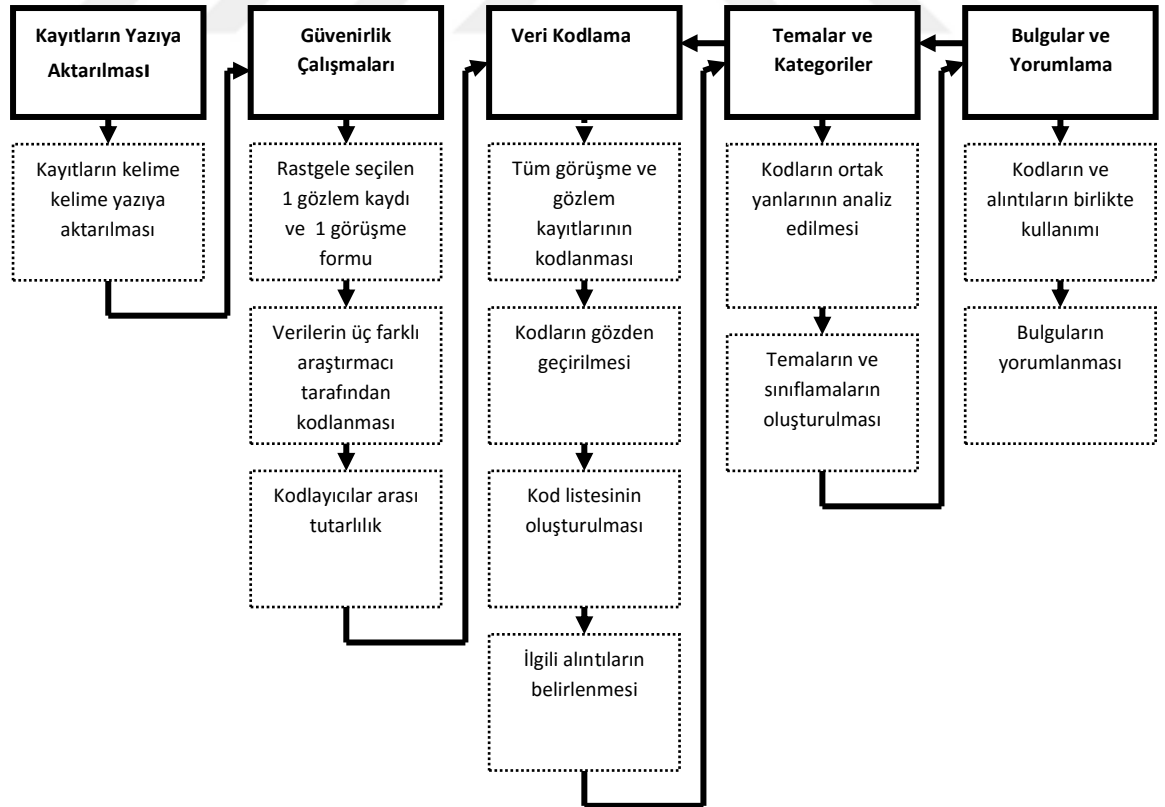 Kayıtların Yazıya
Aktarılması
Kayıtların kelime
kelime yazıya
aktarılması
Güvenirlik
Çalışmaları
Rastgele seçilen
1 gözlem kaydı
ve 1 görüşme
formu
Verilerin üç farklı
araştırmacı
tarafından
kodlanması
Kodlayıcılar arası
tutarlılık
Veri Kodlama
Tüm görüşme ve
gözlem
kayıtlarının
kodlanması
Kodların gözden
geçirilmesi
Kod listesinin
oluşturulması
İlgili alıntıların
belirlenmesi
Temalar ve
Kategoriler
Kodların ortak
yanlarının analiz
edilmesi
Temaların ve
sınıflamaların
oluşturulması
Bulgular ve
Yorumlama
Kodların ve
alıntıların birlikte
kullanımı
Bulguların
yorumlanması